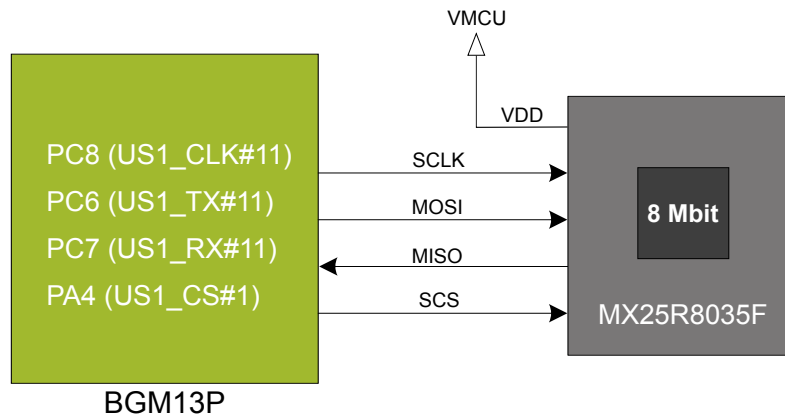 VMCU
VDD
PC8 (US1_CLK#11)
SCLK
PC6 (US1_TX#11)
MOSI
8 Mbit
PC7 (US1_RX#11)
MISO
PA4 (US1_CS#1)
SCS
MX25R8035F
BGM13P